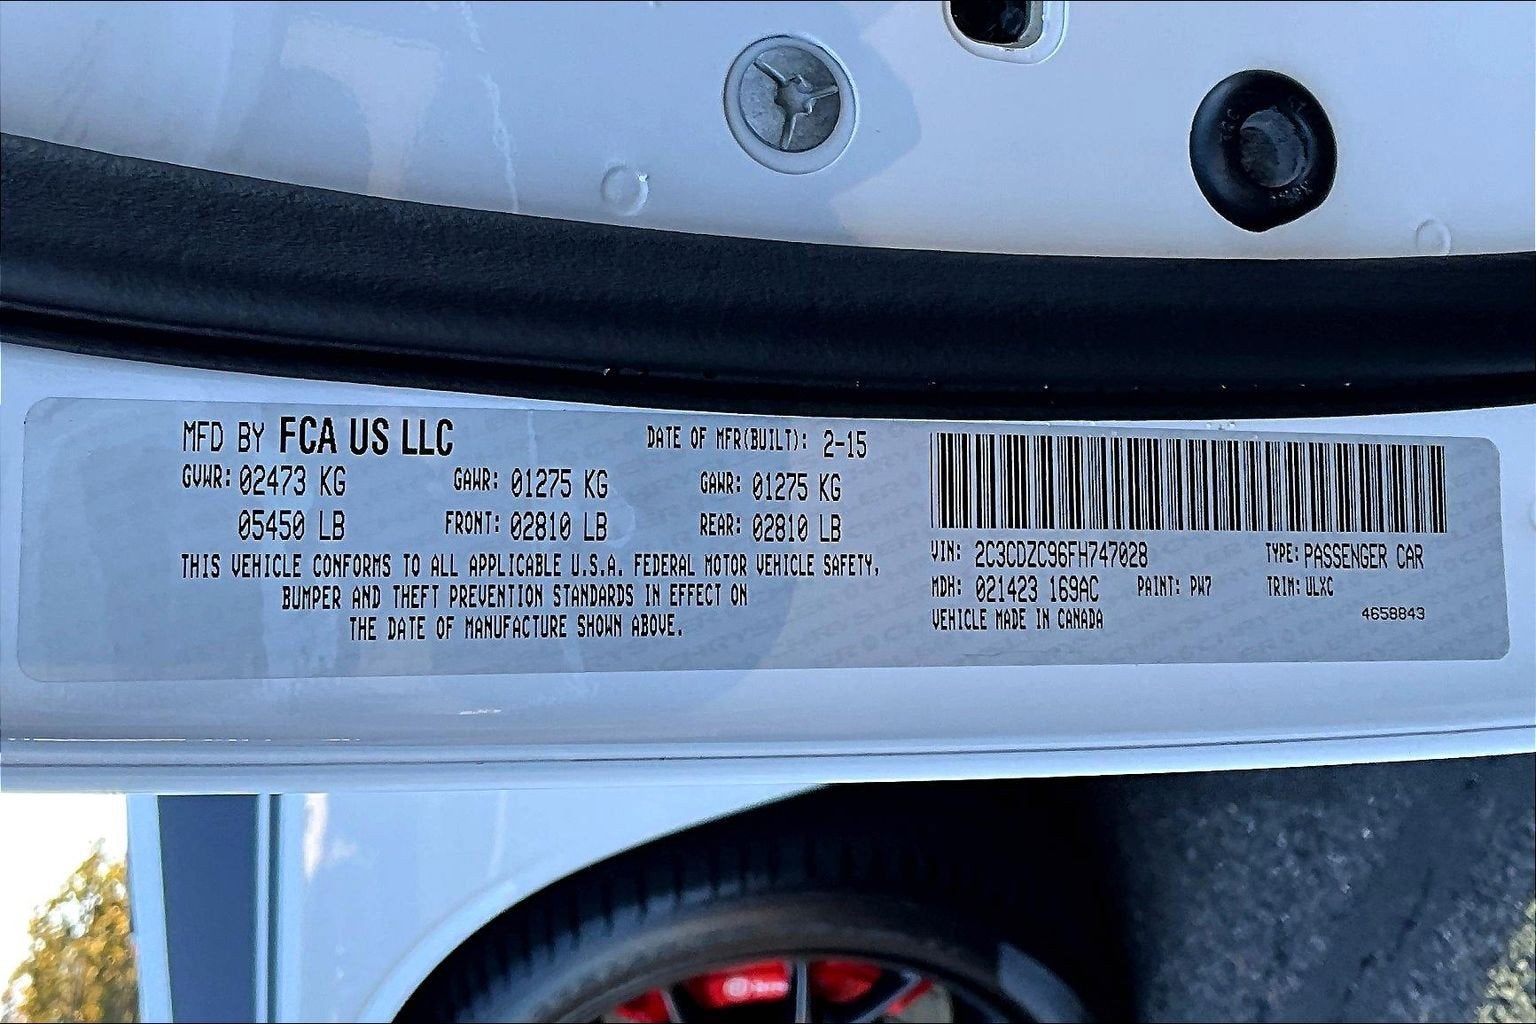 MFD BY FCA US LLC DATE OF MFR(BUILT): 2-15
GVWR: 02473 KG GAWR: 01275 KG GAWR: 01275 KG
05450 LB FRONT: 02810 LB REAR: 02810 LB
THIS VEHICLE CONFORMS TO ALL APPLICABLE U.S.A. FEDERAL MOTOR VEHICLE SAFETY,
BUMPER AND THEFT PREVENTION STANDARDS IN EFFECT ON
THE DATE OF MANUFACTURE SHOWN ABOVE.
VIN: 2C3CDZC96FH747028 TYPE: PASSENGER CAR
MDH: 021423 169AC PAINT: PW7 TRIM: ULXC
VEHICLE MADE IN CANADA 4658843